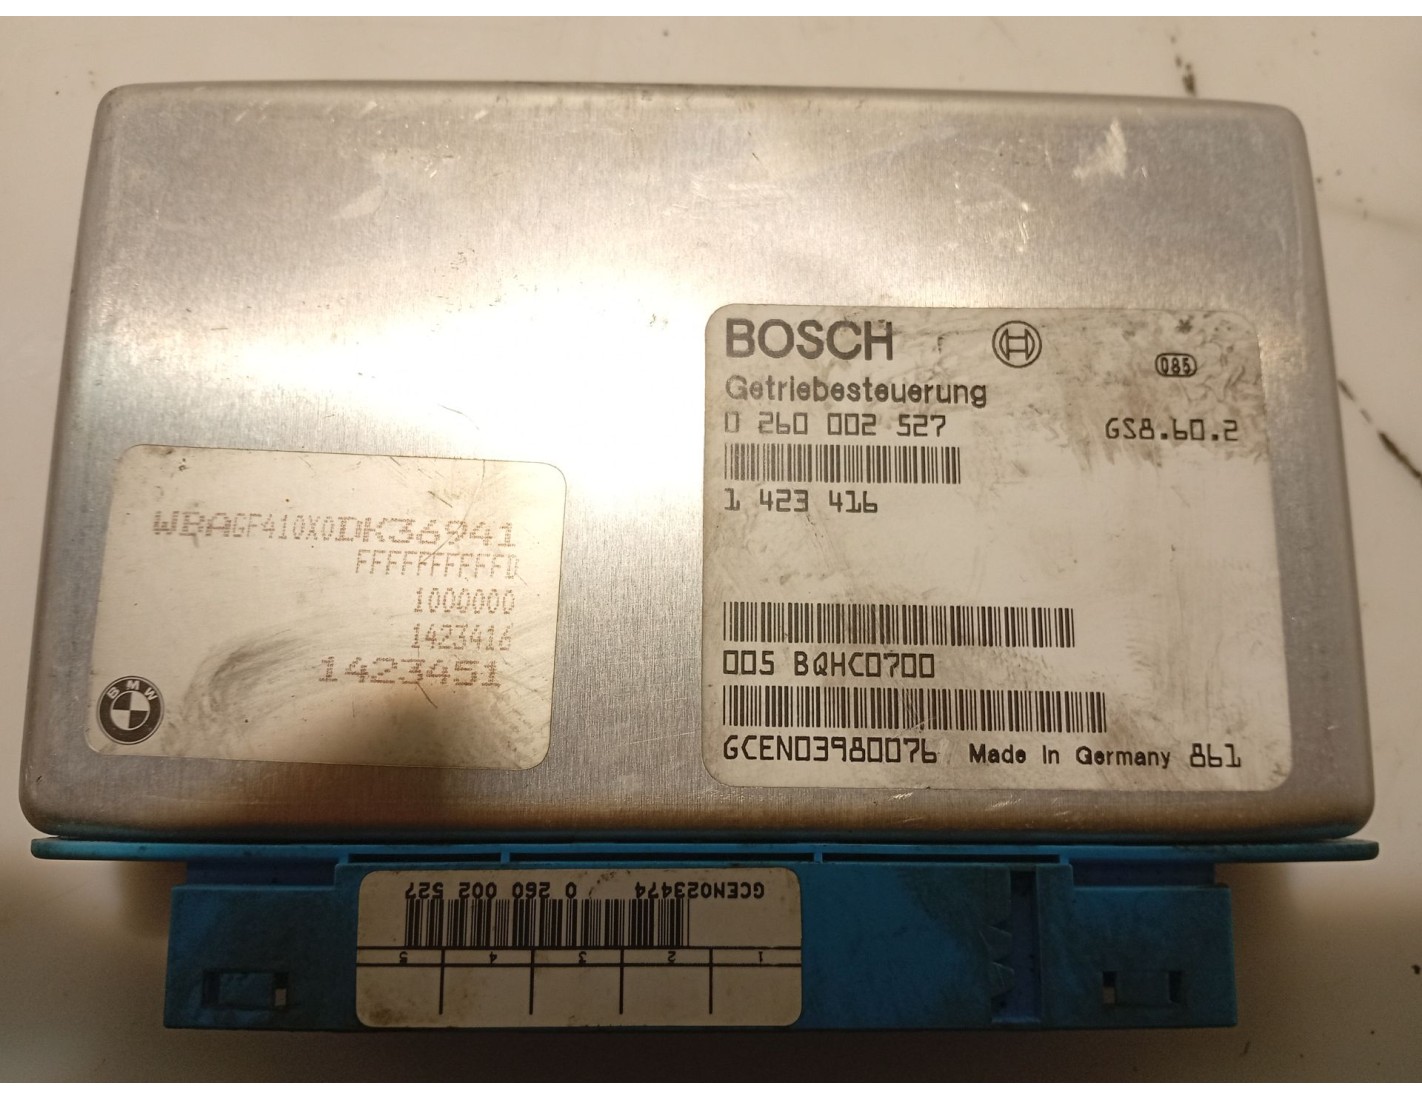 BOSCH
085
Getriebesteuerung
0 260 002 527 GS8.60.2
1 423 416
005 BQHC0700
GCEN03980076 Made In Germany 861
WBAGF410X0DK36941
FFFFFFFFFFFD
1000000
1423416
1423451
BMW
GCEN023474 0 260 002 527
1 2 3 4 5